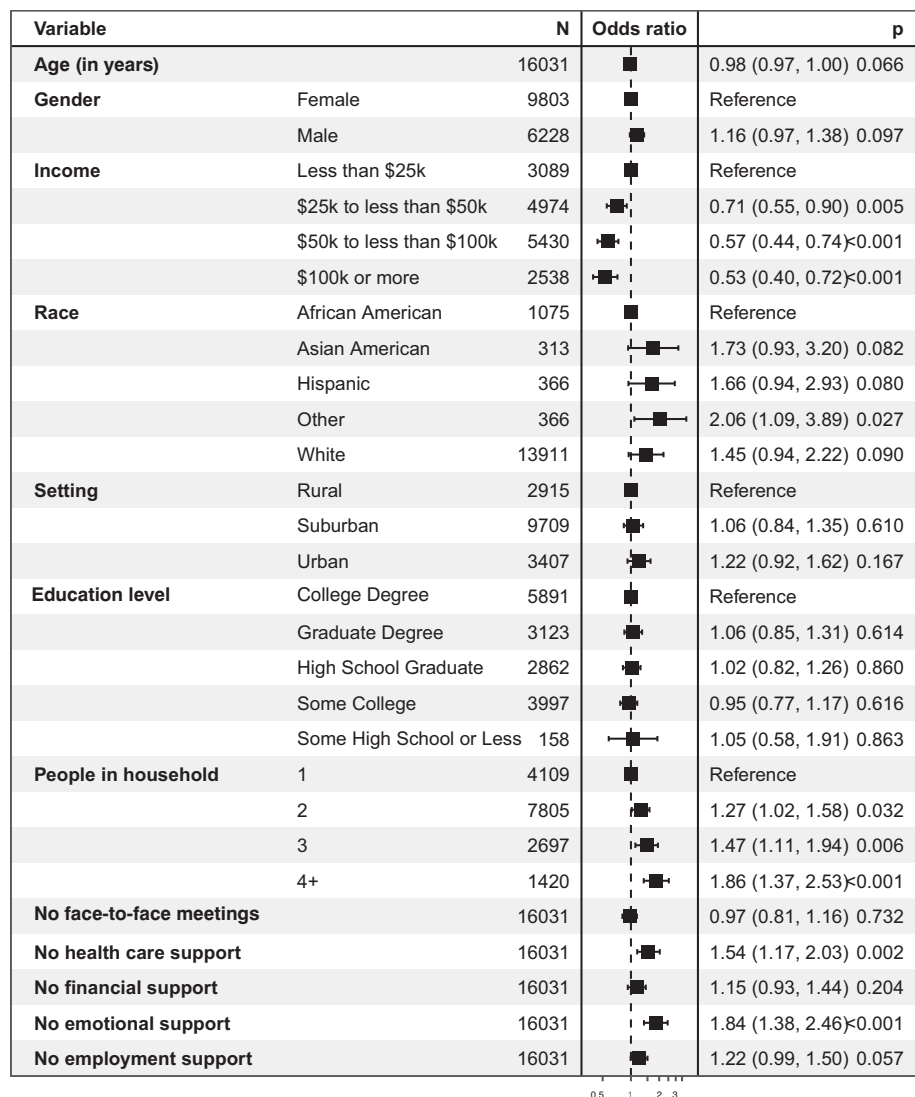 Variable N Odds ratio p
Age (in years) 16031 0.98 (0.97, 1.00) 0.066
Gender Female 9803 Reference
Male 6228 1.16 (0.97, 1.38) 0.097
Income Less than $25k 3089 Reference
$25k to less than $50k 4974 0.71 (0.55, 0.90) 0.005
$50k to less than $100k 5430 0.57 (0.44, 0.74) <0.001
$100k or more 2538 0.53 (0.40, 0.72) <0.001
Race African American 1075 Reference
Asian American 313 1.73 (0.93, 3.20) 0.082
Hispanic 366 1.66 (0.94, 2.93) 0.080
Other 366 2.06 (1.09, 3.89) 0.027
White 13911 1.45 (0.94, 2.22) 0.090
Setting Rural 2915 Reference
Suburban 9709 1.06 (0.84, 1.35) 0.610
Urban 3407 1.22 (0.92, 1.62) 0.167
Education level College Degree 5891 Reference
Graduate Degree 3123 1.06 (0.85, 1.31) 0.614
High School Graduate 2862 1.02 (0.82, 1.26) 0.860
Some College 3997 0.95 (0.77, 1.17) 0.616
Some High School or Less 158 1.05 (0.58, 1.91) 0.863
People in household 1 4109 Reference
2 7805 1.27 (1.02, 1.58) 0.032
3 2697 1.47 (1.11, 1.94) 0.006
4+ 1420 1.86 (1.37, 2.53) <0.001
No face-to-face meetings 16031 0.97 (0.81, 1.16) 0.732
No health care support 16031 1.54 (1.17, 2.03) 0.002
No financial support 16031 1.15 (0.93, 1.44) 0.204
No emotional support 16031 1.84 (1.38, 2.46) <0.001
No employment support 16031 1.22 (0.99, 1.50) 0.057
0.5 1 2 3